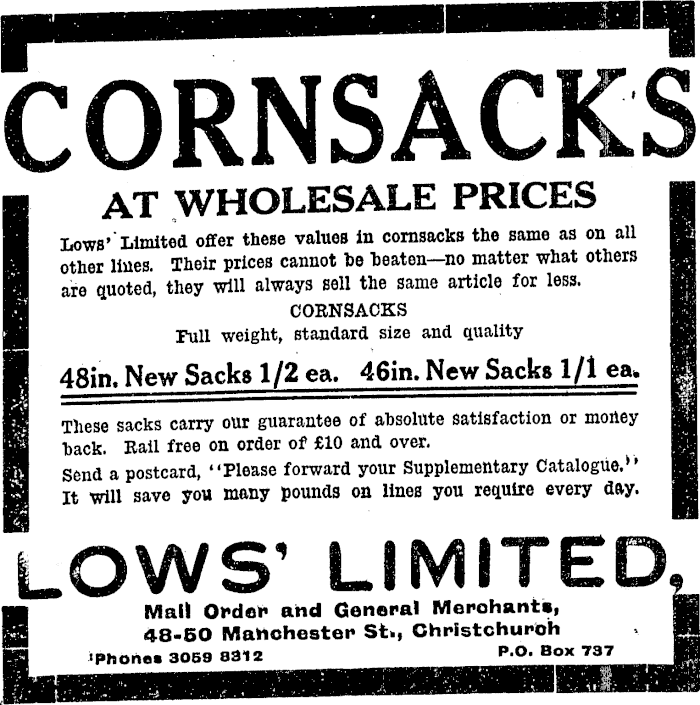 CORNSACKS
AT WHOLESALE PRICES
Lows' Limited offer these values in cornsacks the same as on all
other lines. Their prices cannot be beaten—no matter what others
are quoted, they will always sell the same article for less.
CORNSACKS
Full weight, standard size and quality
48in. New Sacks 1/2 ea. 46in. New Sacks 1/1 ea.
These sacks carry our guarantee of absolute satisfaction or money
back. Rail free on order of £10 and over.
Send a postcard, "Please forward your Supplementary Catalogue."
It will save you many pounds on lines you require every day.
LOWS' LIMITED,
Mail Order and General Merchants,
48-50 Manchester St., Christchurch
'Phones 3059 8312 P.O. Box 737